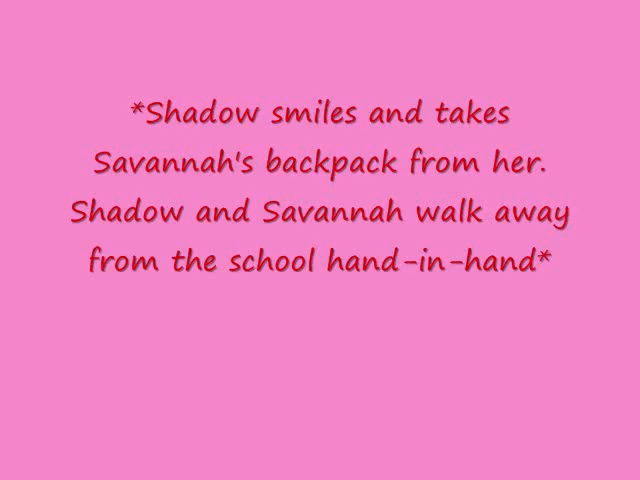 *Shadow smiles and takes
Savannah's backpack from her.
Shadow and Savannah walk away
from the school hand-in-hand*